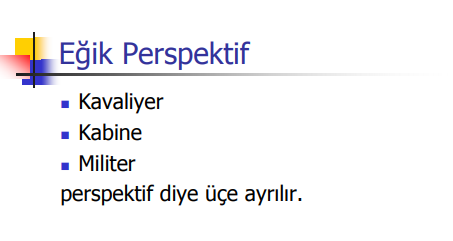 Eğik Perspektif
Kavaliyer
Kabine
Militer
perspektif diye üçe ayrılır.